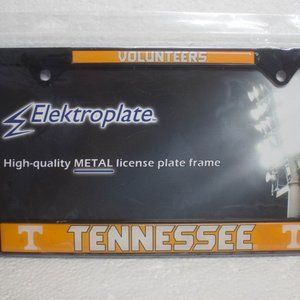 VOLUNTEERS
Elektroplate
High-quality METAL license plate frame
T TENNESSEE T